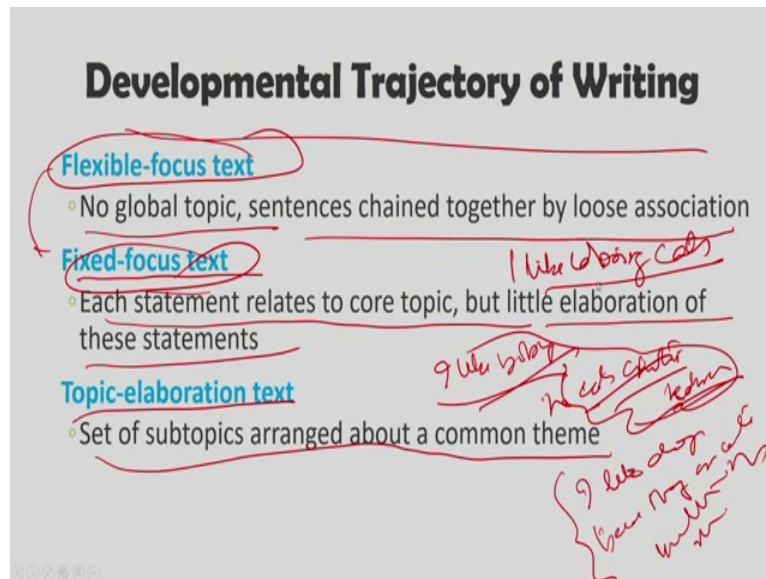 Developmental Trajectory of Writing
Flexible-focus text
No global topic, sentences chained together by loose association
Fixed-focus text
I like cats
Each statement relates to core topic, but little elaboration of
these statements
I like
cats
Topic-elaboration text
Set of subtopics arranged about a common theme
I like